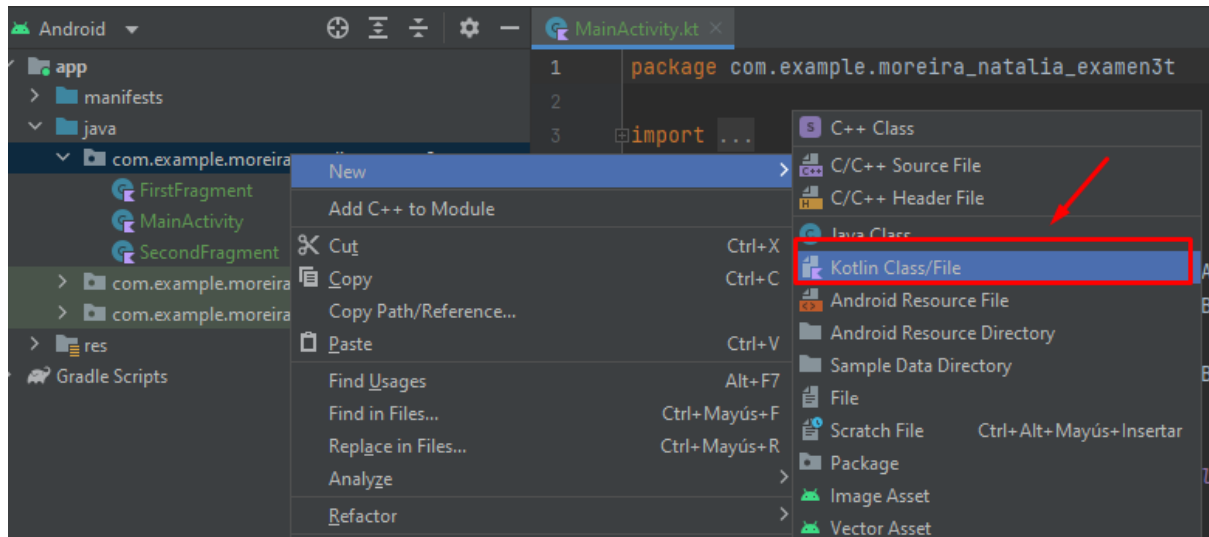 Android
MainActivity.kt
app
manifests
java
com.example.moreira
FirstFragment
MainActivity
SecondFragment
com.example.moreira
com.example.moreira
res
Gradle Scripts
1 package com.example.moreira_natalia_examen3t
2
3 import ...
New
Add C++ to Module
Cut Ctrl+X
Copy Ctrl+C
Copy Path/Reference...
Paste Ctrl+V
Find Usages Alt+F7
Find in Files... Ctrl+Mayús+F
Replace in Files... Ctrl+Mayús+R
Analyze
Refactor
S C++ Class
C/C++ Source File
C/C++ Header File
Java Class
Kotlin Class/File
Android Resource File
Android Resource Directory
Sample Data Directory
File
Scratch File Ctrl+Alt+Mayús+Insertar
Package
Image Asset
Vector Asset